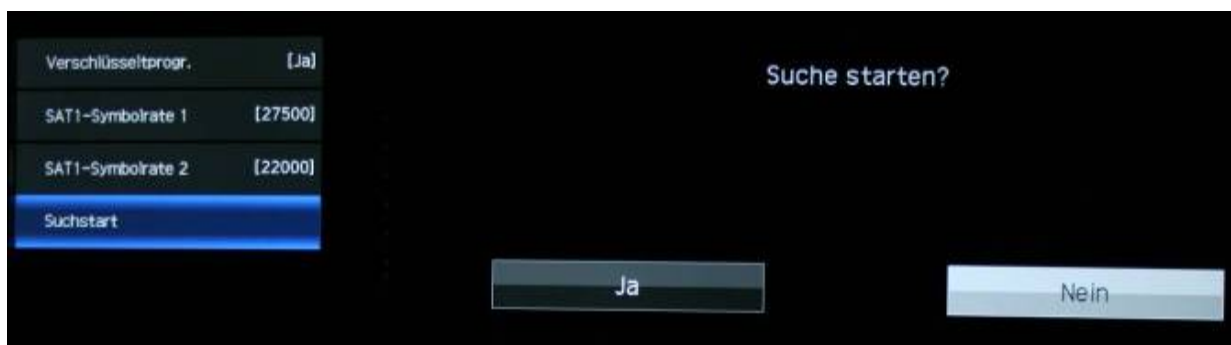 Verschlüsseltprogr. [Ja]
SAT1-Symbolrate 1 [27500]
SAT1-Symbolrate 2 [22000]
Suchstart
Suche starten?
Ja
Nein